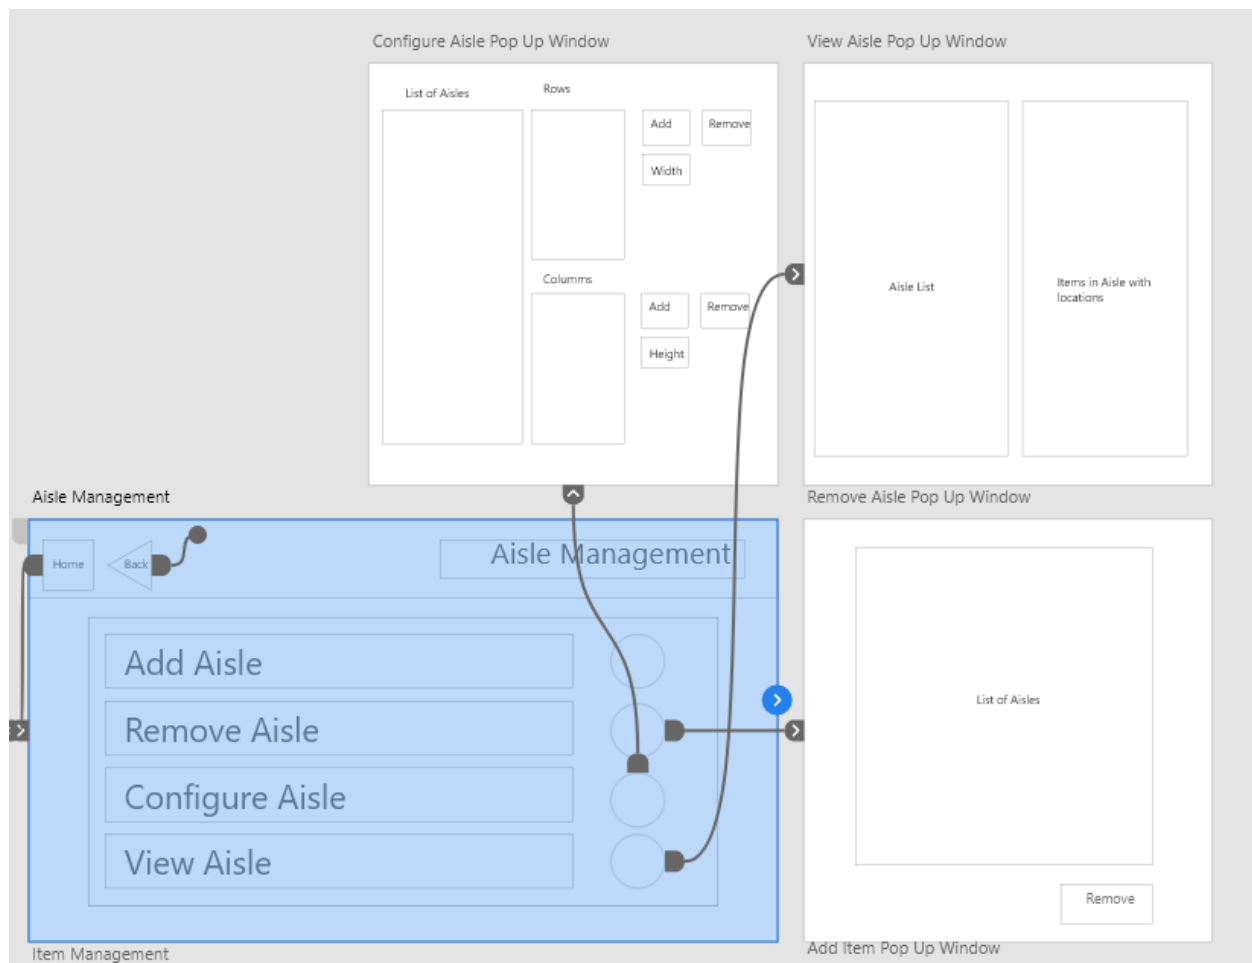 Configure Aisle Pop Up Window
List of Aisles
Rows
Add
Remove
Width
Columns
Add
Remove
Height
View Aisle Pop Up Window
Aisle List
Items in Aisle with
locations
Aisle Management
Home
Back
Aisle Management
Add Aisle
Remove Aisle
Configure Aisle
View Aisle
Remove Aisle Pop Up Window
List of Aisles
Remove
Item Management
Add Item Pop Up Window